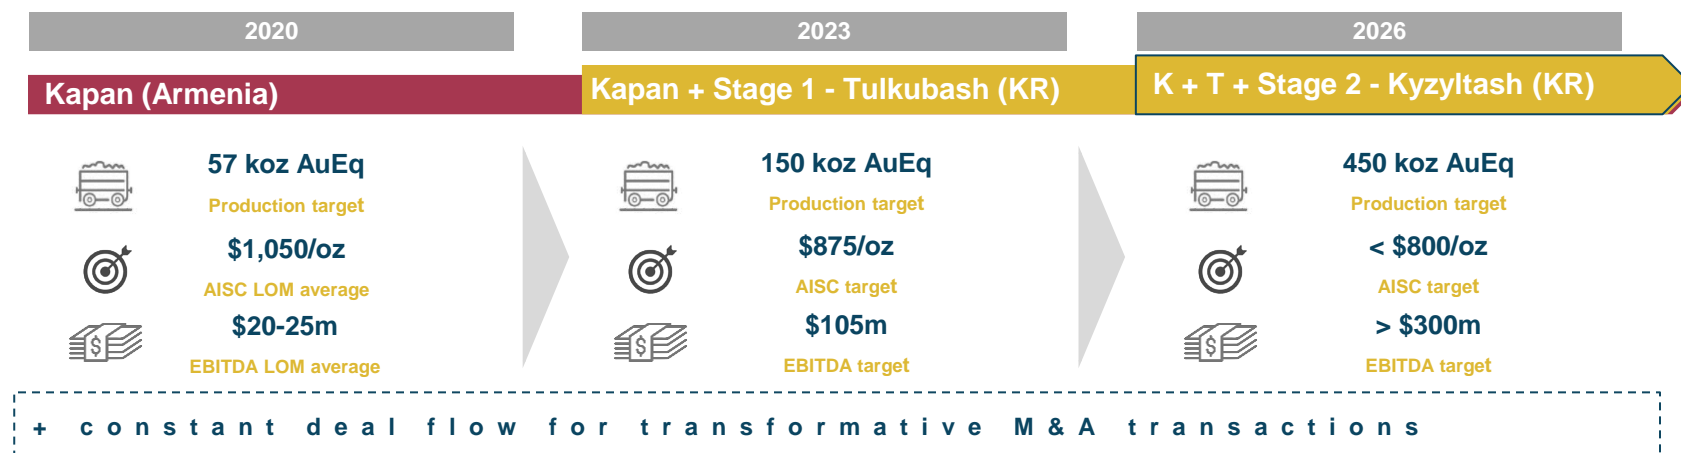 2020
2023
2026
Kapan (Armenia)
Kapan + Stage 1 - Tulkubash (KR)
K + T + Stage 2 - Kyzyltash (KR)
57 koz AuEq
Production target
$1,050/oz
AISC LOM average
$20-25m
EBITDA LOM average
150 koz AuEq
Production target
$875/oz
AISC target
$105m
EBITDA target
450 koz AuEq
Production target
< $800/oz
AISC target
> $300m
EBITDA target
+ constant deal flow for transformative M&A transactions